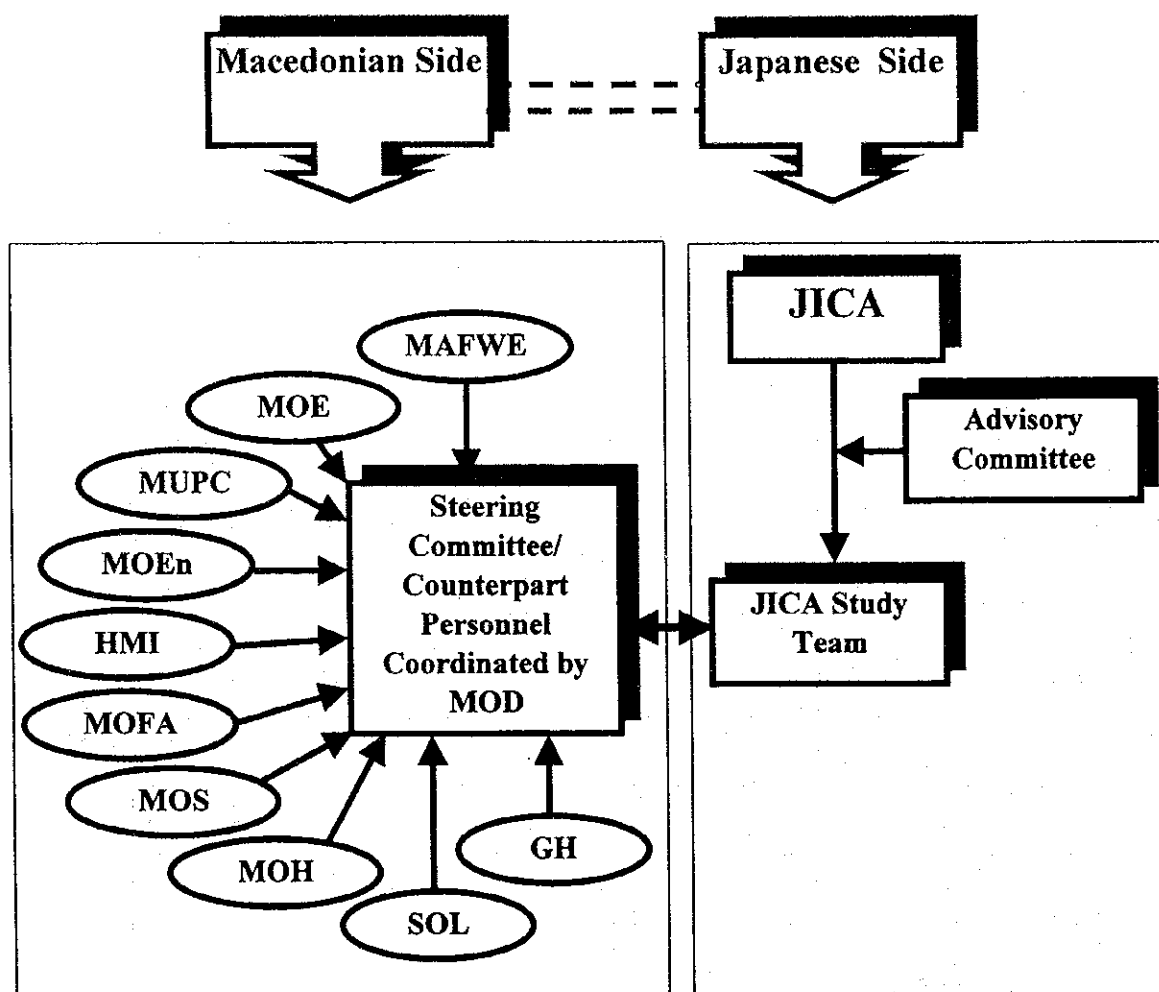 Macedonian Side
Japanese Side
MAFWE
MOE
MUPC
MOEn
HMI
MOFA
MOS
MOH
SOL
GH
Steering
Committee/
Counterpart
Personnel
Coordinated by
MOD
JICA
Advisory
Committee
JICA Study
Team